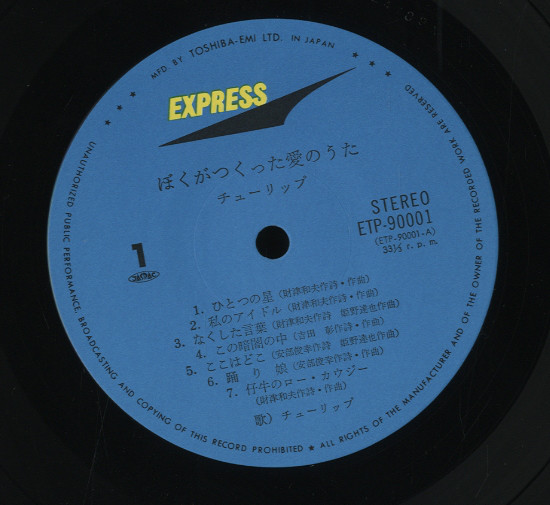 MFD. BY TOSHIBA-EMI LTD. IN JAPAN
EXPRESS
ぼくがつくった愛のうた
チューリップ
STEREO
ETP-90001
(ETP-90001-A)
33⅓ r. p. m.
1
1. ひとつの星(財津和夫作詩・作曲)
2. 私のアイドル(財津和夫作詩・作曲)
3. なくした言葉(財津和夫作詩 姫野達也作曲)
4. この暗闇の中(吉田 彰作詩・作曲)
5. ここはどこ(安部俊幸作詩 姫野達也作曲)
6. 踊り娘(安部俊幸作詩・作曲)
7. 仔牛のロー・カウジー
(財津和夫作詩・作曲)
歌) チューリップ
UNAUTHORIZED PUBLIC PERFORMANCE, BROADCASTING AND COPYING OF THIS RECORD PROHIBITED ★ ALL RIGHTS OF THE MANUFACTURER AND OF THE OWNER OF THE RECORDED WORK ARE RESERVED